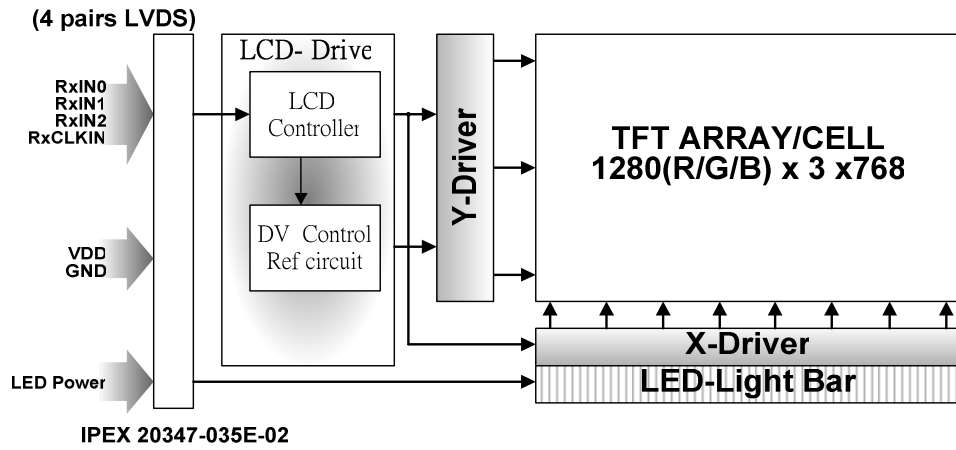 (4 pairs LVDS)
RxIN0
RxIN1
RxIN2
RxCLKIN
VDD
GND
LED Power
IPEX 20347-035E-02
LCD- Drive
LCD
Controller
DV Control
Ref circuit
Y-Driver
TFT ARRAY/CELL
1280(R/G/B) x 3 x768
X-Driver
LED-Light Bar